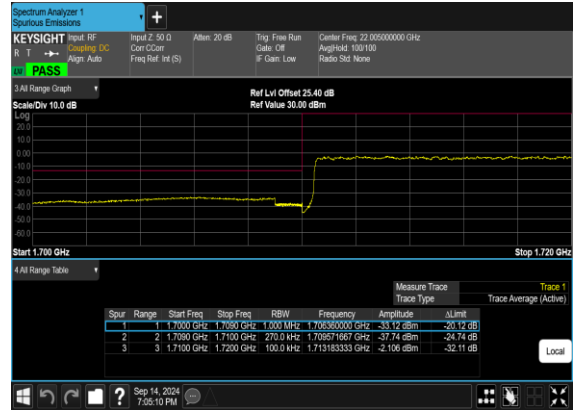 Spectrum Analyzer 1
Spurious Emissions
KEYSIGHT Input: RF Input Z: 50 Ω Atten: 20 dB Trig: Free Run Center Freq: 22.005000000 GHz
R T Coupling: DC Corr CCorr Gate: Off Avg|Hold: 100/100
Align: Auto Freq Ref: Int (S) IF Gain: Low Radio Std: None
PASS
3 All Range Graph
Ref Lvl Offset 25.40 dB
Scale/Div 10.0 dB Ref Value 30.00 dBm
Log
20.0
10.0
0.00
-10.0
-20.0
-30.0
-40.0
-50.0
-60.0
Start 1.700 GHz Stop 1.720 GHz
4 All Range Table
Measure Trace Trace 1
Trace Type Trace Average (Active)
Spur Range Start Freq Stop Freq RBW Frequency Amplitude ΔLimit
1 1 1.7000 GHz 1.7090 GHz 1.000 MHz 1.706360000 GHz -33.12 dBm -20.12 dB
2 2 1.7090 GHz 1.7100 GHz 270.0 kHz 1.709571667 GHz -37.74 dBm -24.74 dB
3 3 1.7100 GHz 1.7200 GHz 100.0 kHz 1.713183333 GHz -2.106 dBm -32.11 dB
Local
?
Sep 14, 2024
7:05:10 PM